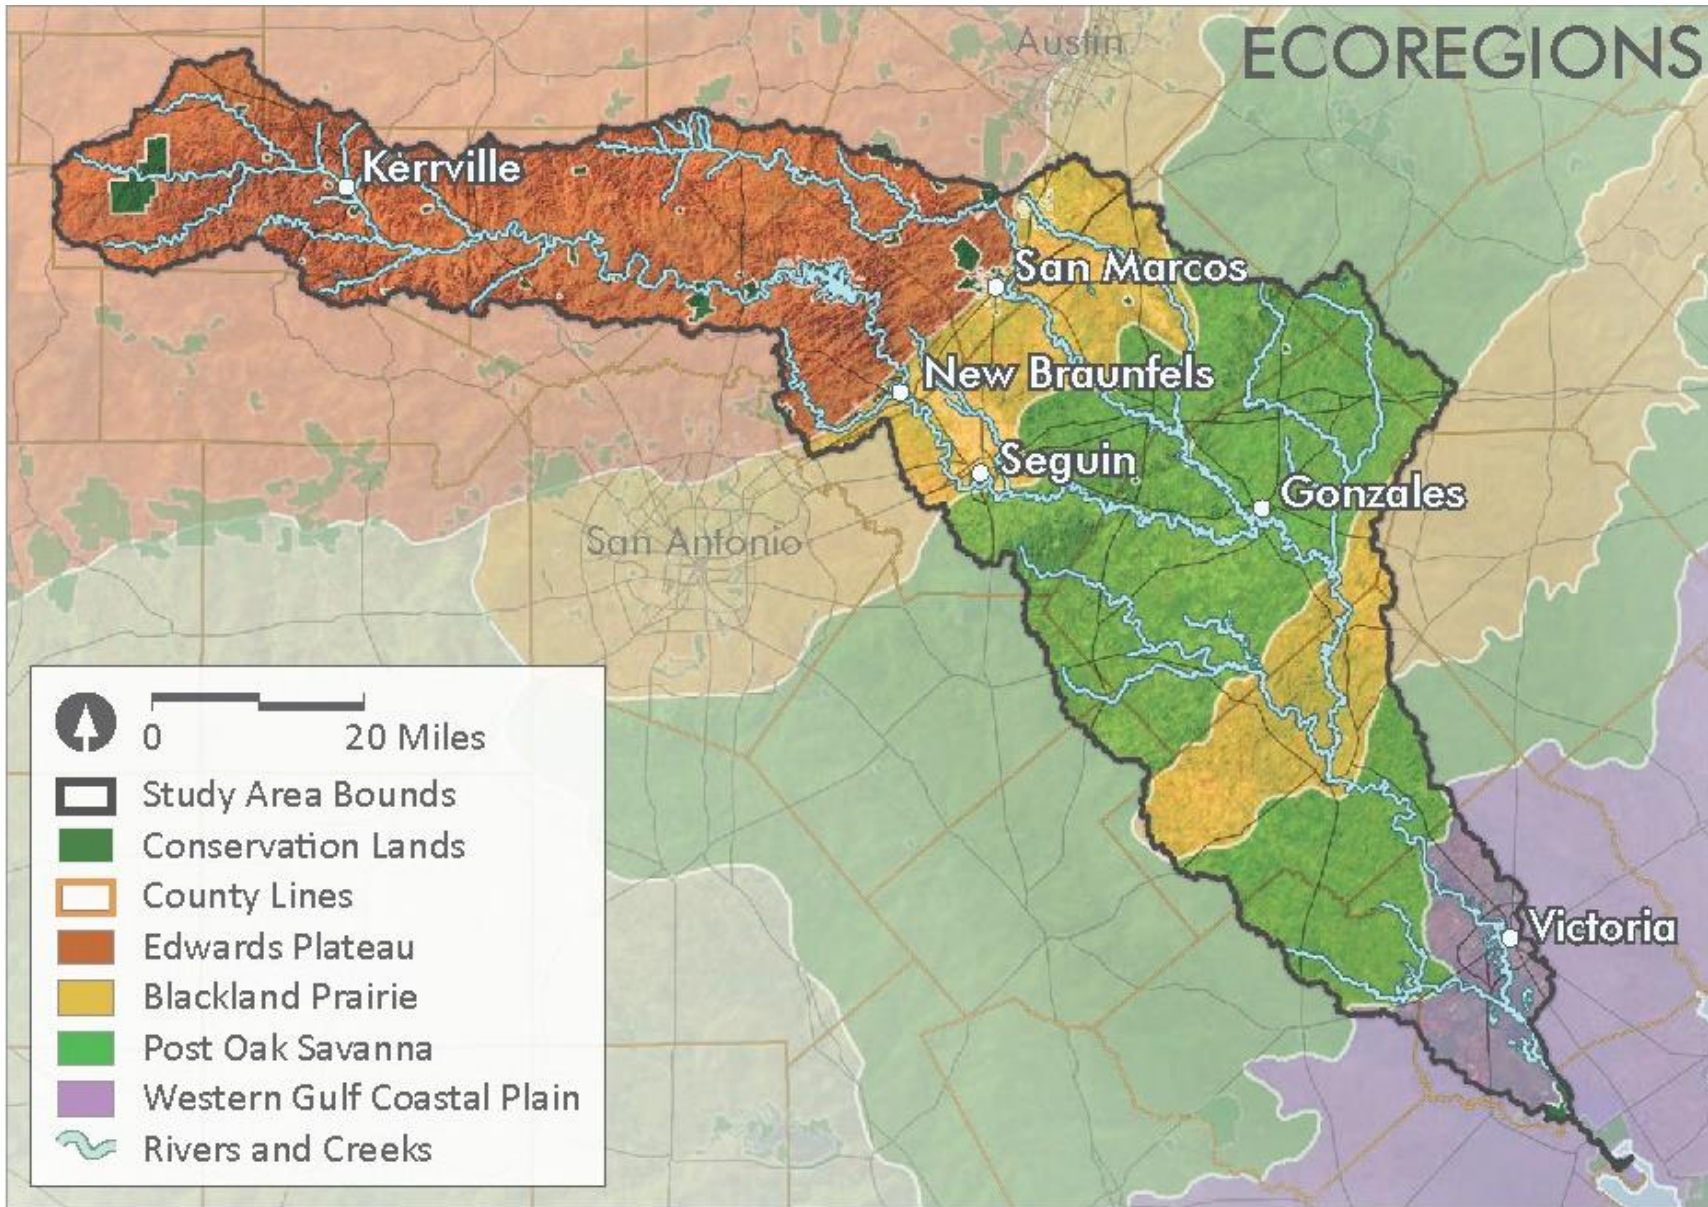 Austin
ECOREGIONS
Kerrville
San Marcos
New Braunfels
Seguin
Gonzales
San Antonio
Victoria
0 20 Miles
Study Area Bounds
Conservation Lands
County Lines
Edwards Plateau
Blackland Prairie
Post Oak Savanna
Western Gulf Coastal Plain
Rivers and Creeks